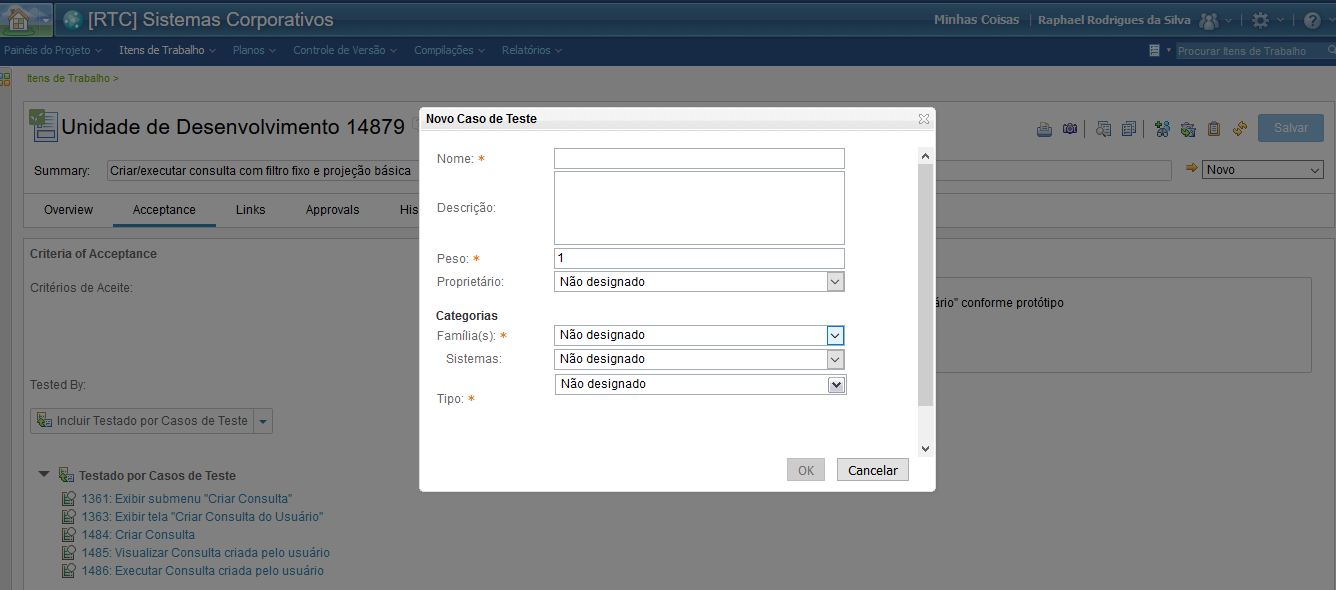 [RTC] Sistemas Corporativos
Minhas Coisas | Raphael Rodrigues da Silva
Painéis do Projeto Itens de Trabalho Planos Controle de Versão Compilações Relatórios Procurar Itens de Trabalho
Itens de Trabalho >
Unidade de Desenvolvimento 14879
Salvar
Summary: Criar/executar consulta com filtro fixo e projeção básica
Novo
Overview Acceptance Links Approvals His
Criteria of Acceptance
Critérios de Aceite:
ário" conforme protótipo
Tested By:
Incluir Testado por Casos de Teste
Testado por Casos de Teste
1361: Exibir submenu "Criar Consulta"
1363: Exibir tela "Criar Consulta do Usuário"
1484: Criar Consulta
1485: Visualizar Consulta criada pelo usuário
1486: Executar Consulta criada pelo usuário
Novo Caso de Teste
Nome: *
Descrição:
Peso: * 1
Proprietário: Não designado
Categorias
Família(s): * Não designado
Sistemas: Não designado
Tipo: * Não designado
OK Cancelar